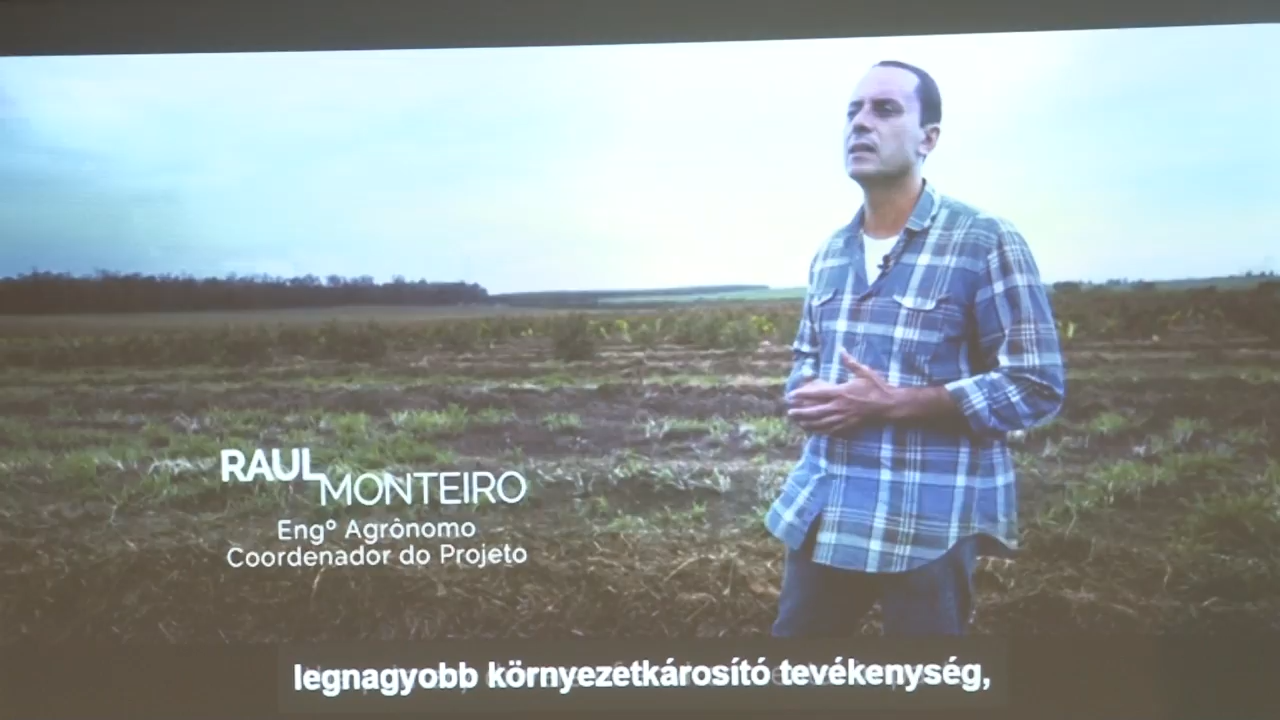 RAUL
MONTEIRO
Engº Agrônomo
Coordenador do Projeto
legnagyobb környezetkárosító tevékenység,